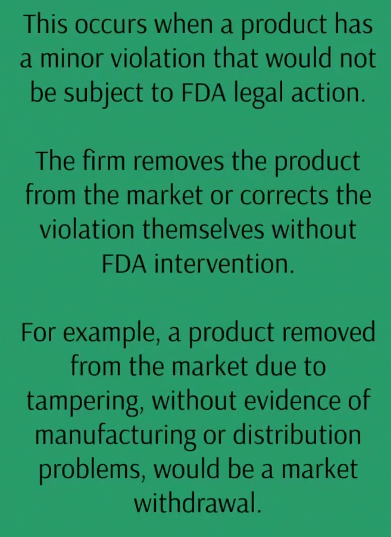 This occurs when a product has
a minor violation that would not
be subject to FDA legal action.
The firm removes the product
from the market or corrects the
violation themselves without
FDA intervention.
For example, a product removed
from the market due to
tampering, without evidence of
manufacturing or distribution
problems, would be a market
withdrawal.